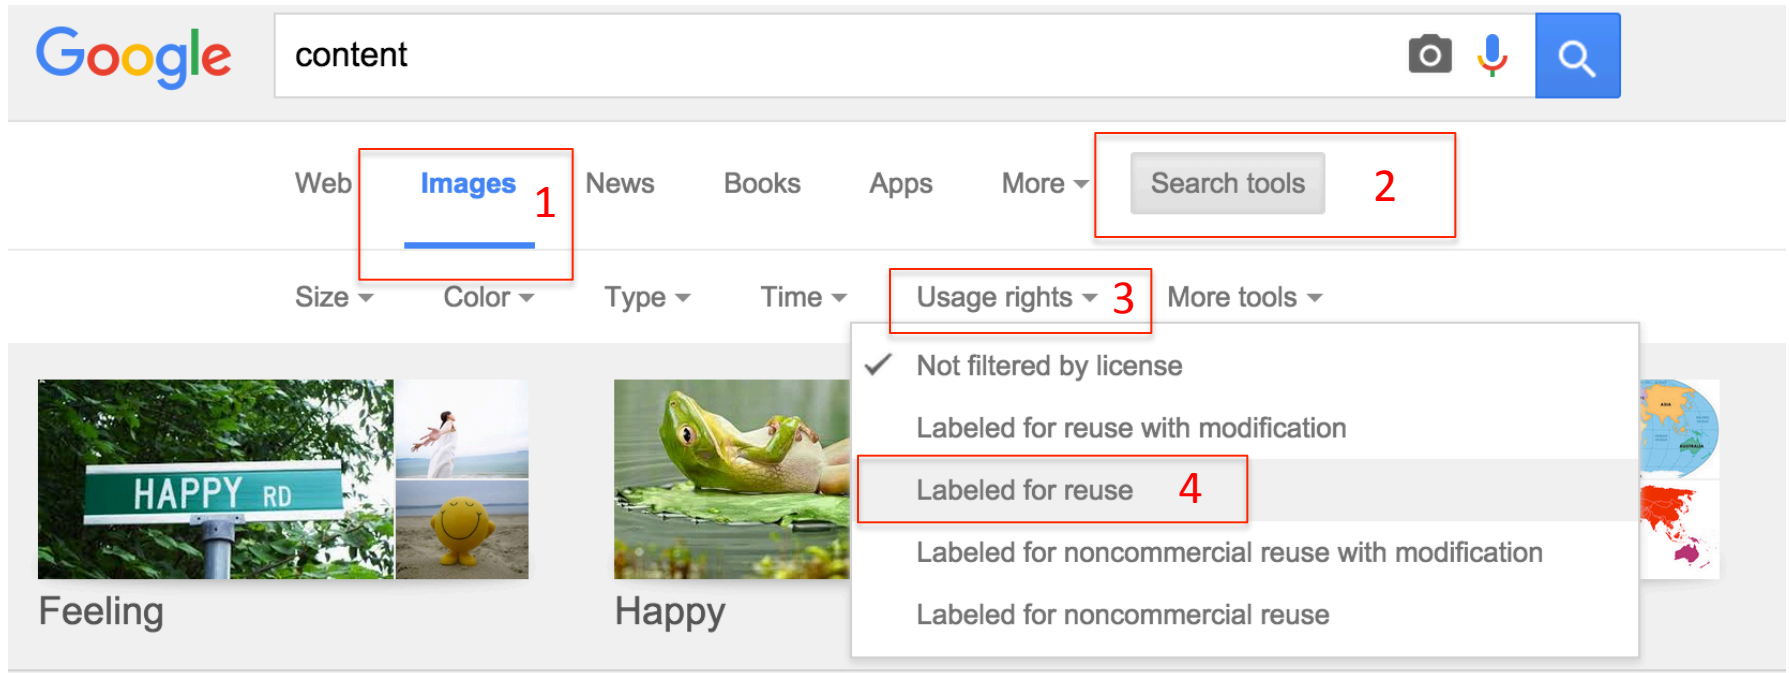 Google
content
Web Images 1 News Books Apps More Search tools 2
Size Color Type Time Usage rights 3 More tools
Not filtered by license
Labeled for reuse with modification
Labeled for reuse 4
Labeled for noncommercial reuse with modification
Labeled for noncommercial reuse
HAPPY RD
ASIA
AUSTRALIA
Feeling
Happy